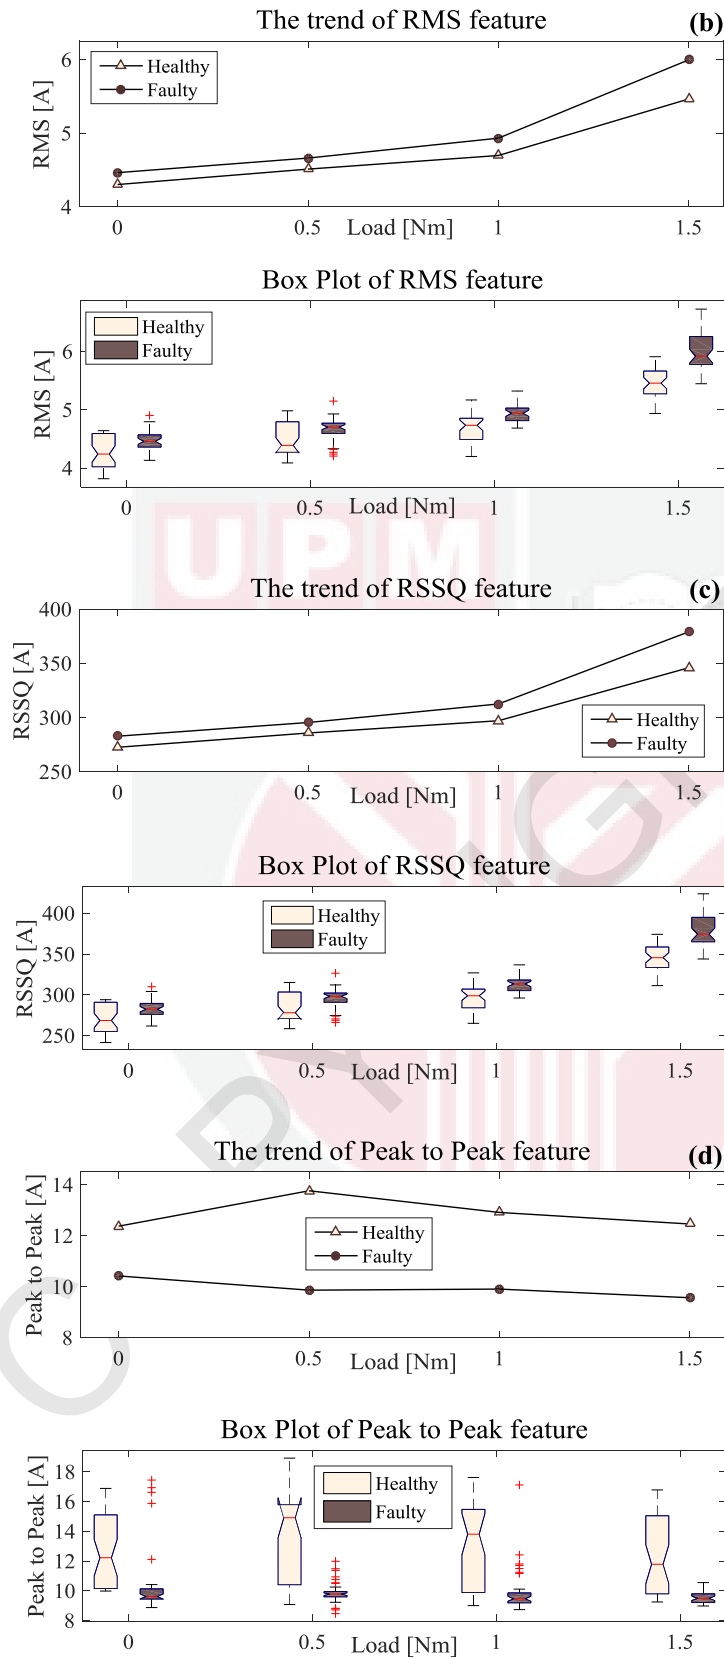 The trend of RMS feature
(b)
Healthy
Faulty
RMS [A]
6
5
4
0
0.5
1
1.5
Load [Nm]
Box Plot of RMS feature
Healthy
Faulty
RMS [A]
6
5
4
0
0.5
1
1.5
Load [Nm]
UPM
The trend of RSSQ feature
(c)
RSSQ [A]
400
350
300
250
Healthy
Faulty
0
0.5
1
1.5
Load [Nm]
Box Plot of RSSQ feature
Healthy
Faulty
RSSQ [A]
400
350
300
250
0
0.5
1
1.5
Load [Nm]
The trend of Peak to Peak feature
(d)
Peak to Peak [A]
14
12
10
8
Healthy
Faulty
0
0.5
1
1.5
Load [Nm]
Box Plot of Peak to Peak feature
Healthy
Faulty
Peak to Peak [A]
18
16
14
12
10
8
0
0.5
1
1.5
Load [Nm]